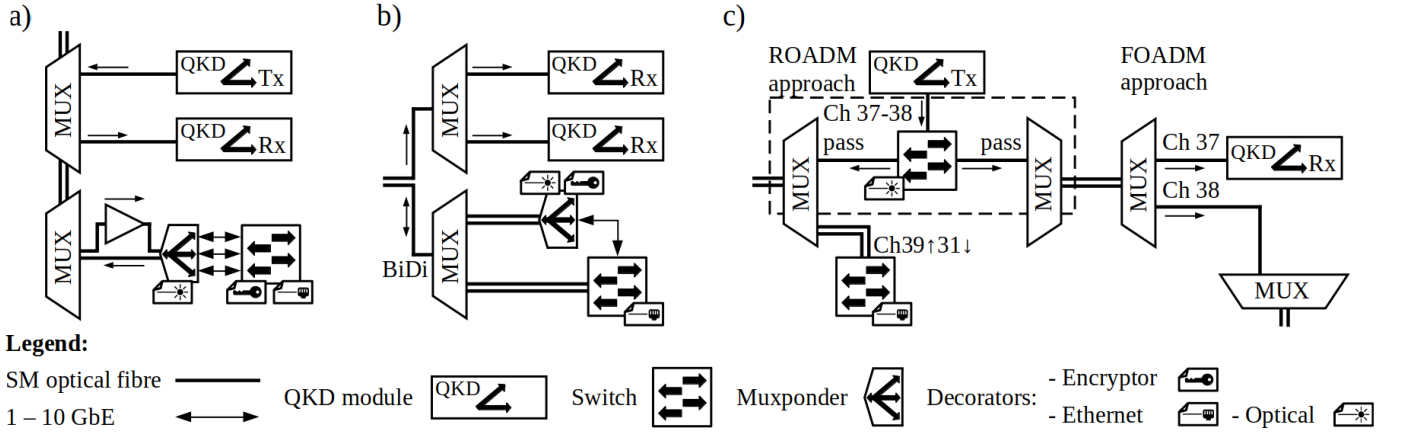 a)
MUX
QKD
Tx
QKD
Rx
MUX
b)
MUX
QKD
Rx
QKD
Rx
BiDi
MUX
c)
ROADM
approach
QKD
Tx
Ch 37-38
pass
pass
MUX
MUX
Ch39↑31↓
FOADM
approach
MUX
Ch 37
QKD
Rx
Ch 38
MUX
Legend:
SM optical fibre
1 – 10 GbE
QKD module
QKD
Switch
Muxponder
Decorators:
- Encryptor
- Ethernet
- Optical